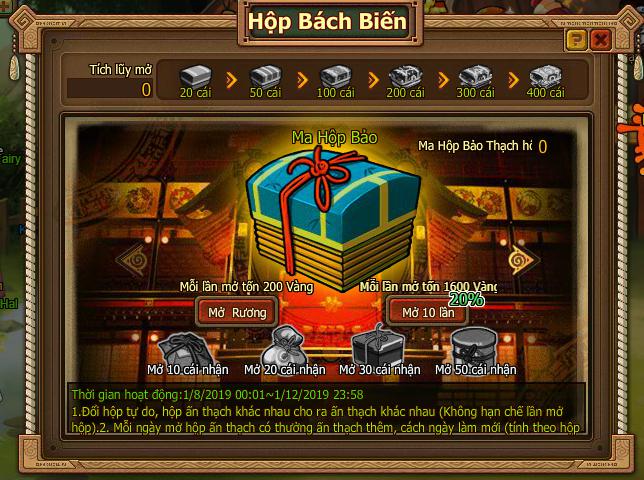 Hộp Bách Biến
?
Tích lũy mở
0
20 cái
50 cái
100 cái
200 cái
300 cái
400 cái
Ma Hộp Bảo
Ma Hộp Bảo Thạch
0
Mỗi lần mở tốn 200 Vàng
Mỗi lần mở tốn 1600 Vàng
20%
Mở Rương
Mở 10 lần
Mở 10 cái nhận
Mở 20 cái nhận
Mở 30 cái nhận
Mở 50 cái nhận
Thời gian hoạt động:1/8/2019 00:01~1/12/2019 23:58
1.Đổi hộp tự do, hộp ấn thạch khác nhau cho ra ấn thạch khác nhau (Không hạn chế lần mở
hộp).2. Mỗi ngày mở hộp ấn thạch có thưởng ấn thạch thêm, cách ngày làm mới (tính theo hộp
airy
Hal